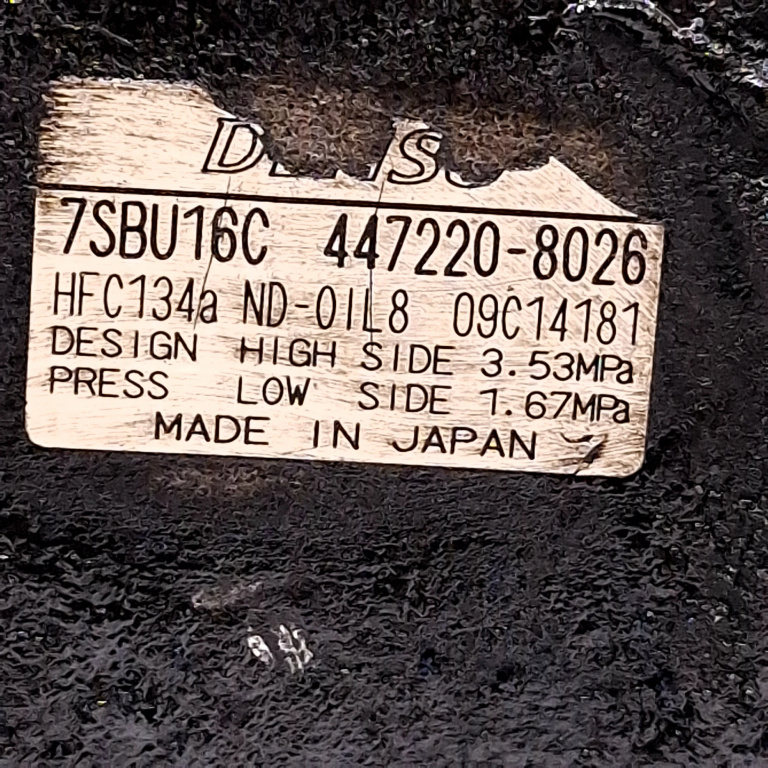 DENSO
7SBU16C 447220-8026
HFC134a ND-OIL8 09C14181
DESIGN HIGH SIDE 3.53MPa
PRESS LOW SIDE 1.67MPa
MADE IN JAPAN